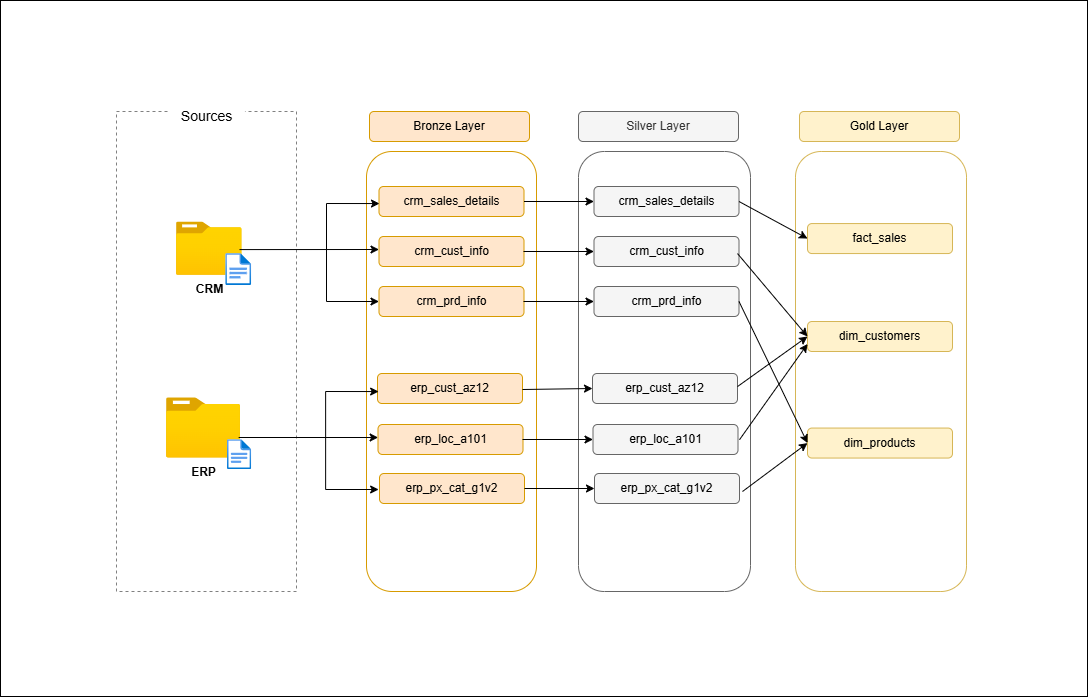 Sources
Bronze Layer
Silver Layer
Gold Layer
CRM
ERP
crm_sales_details
crm_cust_info
crm_prd_info
erp_cust_az12
erp_loc_a101
erp_px_cat_g1v2
crm_sales_details
crm_cust_info
crm_prd_info
erp_cust_az12
erp_loc_a101
erp_px_cat_g1v2
fact_sales
dim_customers
dim_products